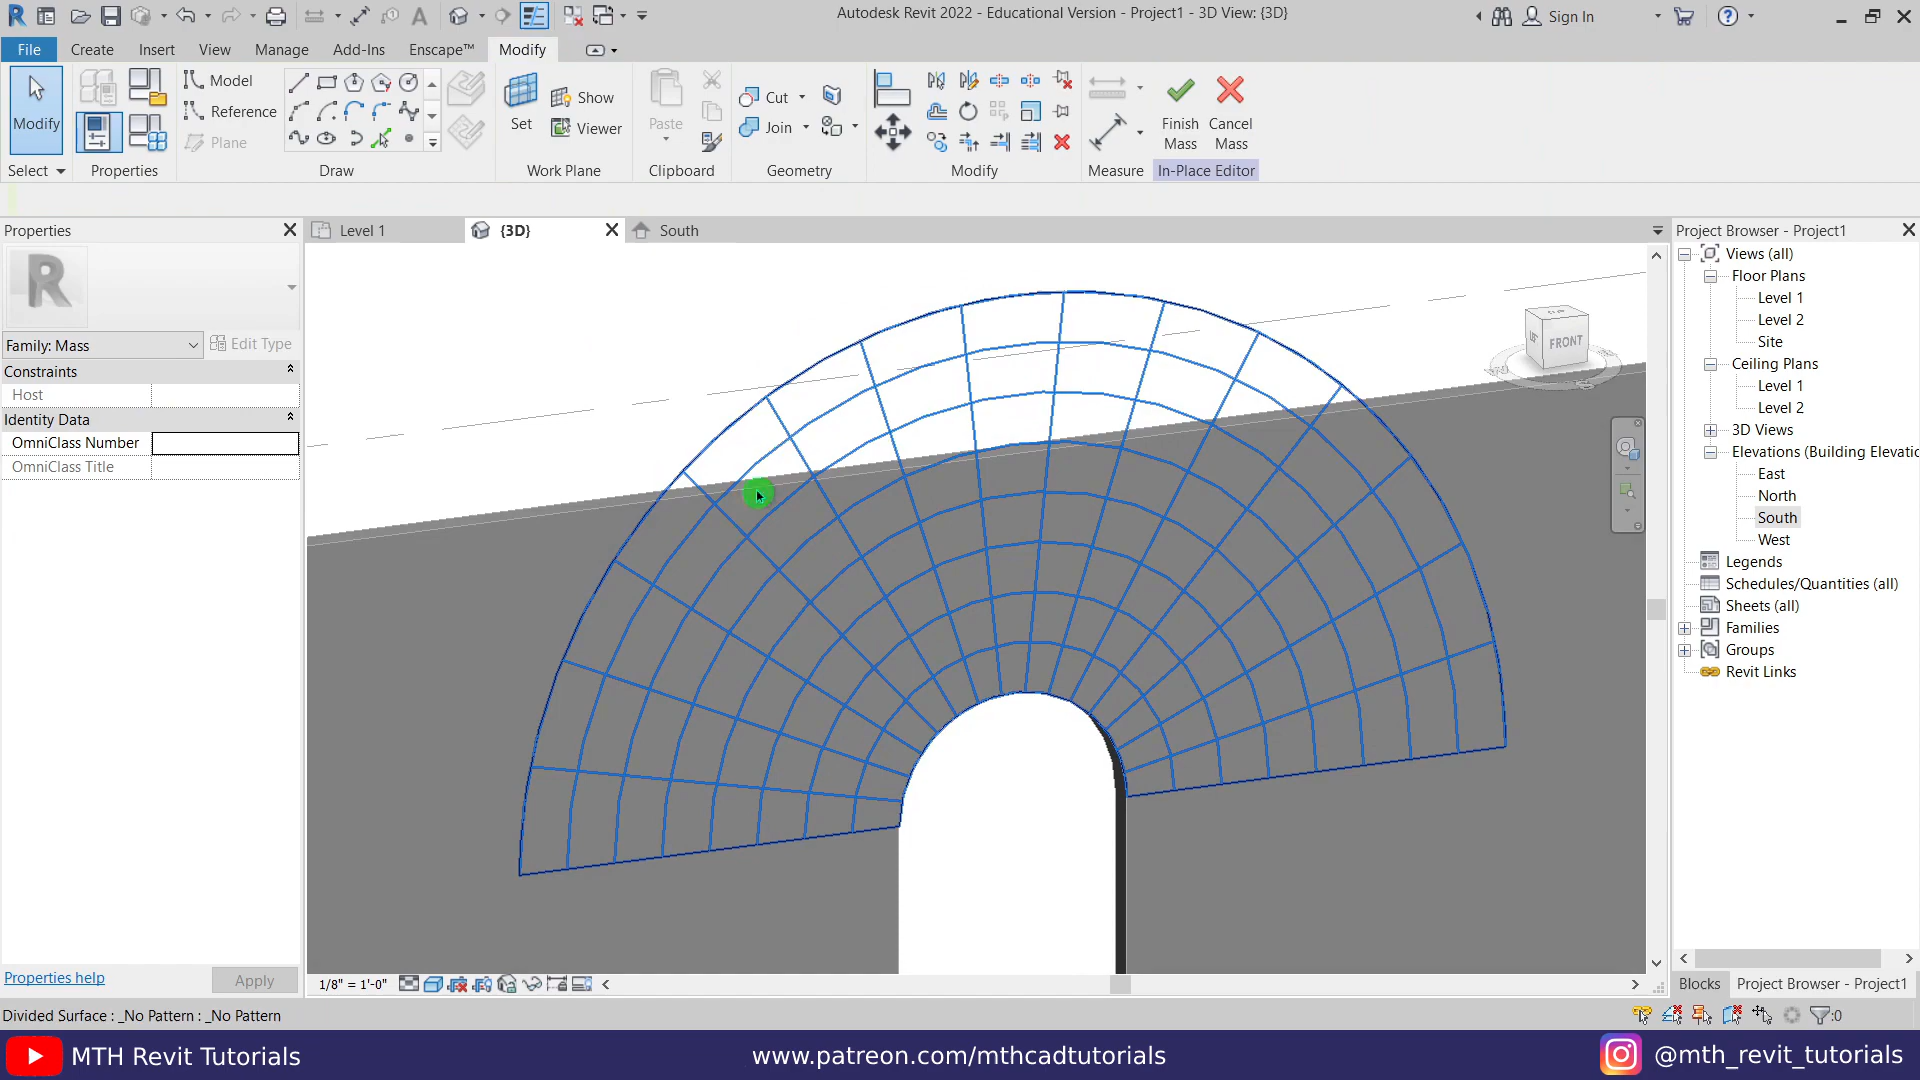 Autodesk Revit 2022 - Educational Version - Project1 - 3D View: {3D}
Sign In
File
Create
Insert
View
Manage
Add-Ins
Enscape™
Modify
Modify
Select
Properties
Model
Reference
Plane
Draw
Set
Show
Viewer
Work Plane
Paste
Clipboard
Cut
Join
Geometry
Modify
Measure
Finish Mass
Cancel Mass
In-Place Editor
Properties
Level 1
{3D}
South
Project Browser - Project1
R
Family: Mass
Edit Type
Constraints
Host
Identity Data
OmniClass Number
OmniClass Title
FRONT
Views (all)
Floor Plans
Level 1
Level 2
Site
Ceiling Plans
Level 1
Level 2
3D Views
Elevations (Building Elevatic
East
North
South
West
Legends
Schedules/Quantities (all)
Sheets (all)
Families
Groups
Revit Links
Properties help
Apply
1/8" = 1'-0"
Blocks
Project Browser - Project1
Divided Surface : _No Pattern : _No Pattern
:0
MTH Revit Tutorials
www.patreon.com/mthcadtutorials
@mth_revit_tutorials